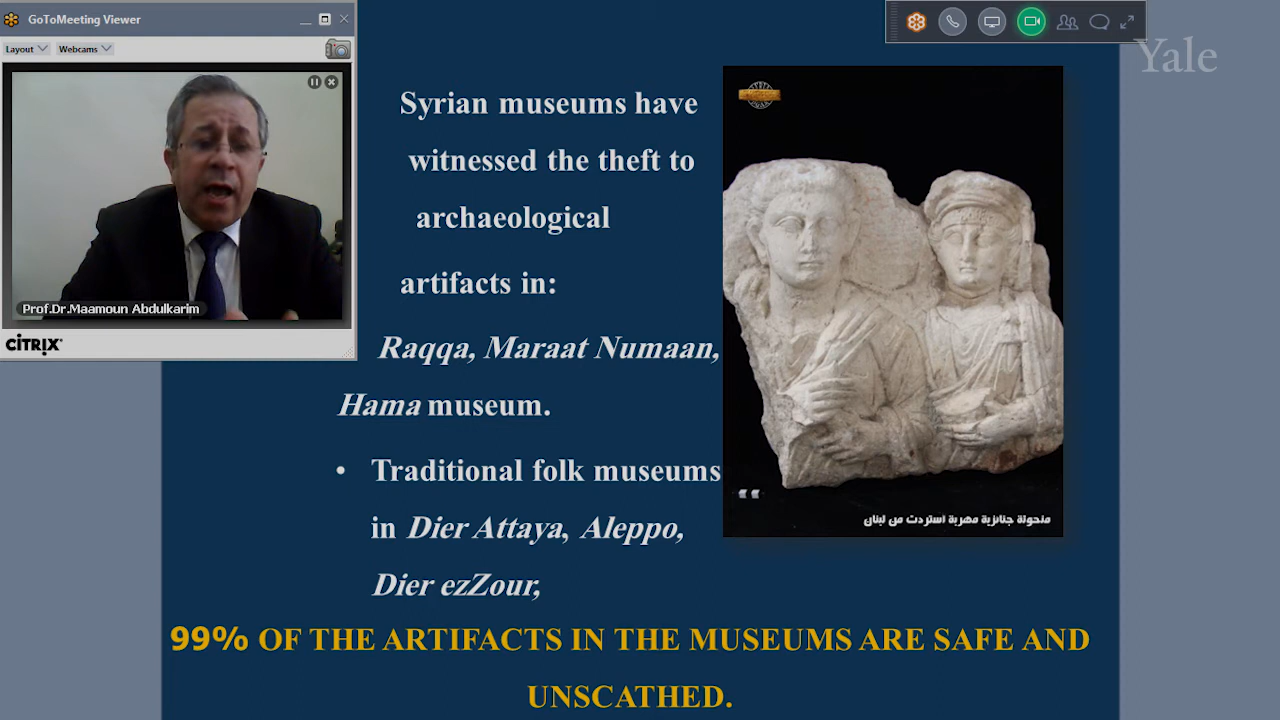 GoToMeeting Viewer
Layout
Webcams
Prof.Dr.Maamoun Abdulkarim
CİTRIX
Yale
Syrian museums have
witnessed the theft to
archaeological
artifacts in:
Raqqa, Maraat Numaan,
Hama museum.
• Traditional folk museums
in Dier Attaya, Aleppo,
Dier ezZour,
منحوتة جنائزية مهربة استردت من لبنان
99% OF THE ARTIFACTS IN THE MUSEUMS ARE SAFE AND
UNSCATHED.